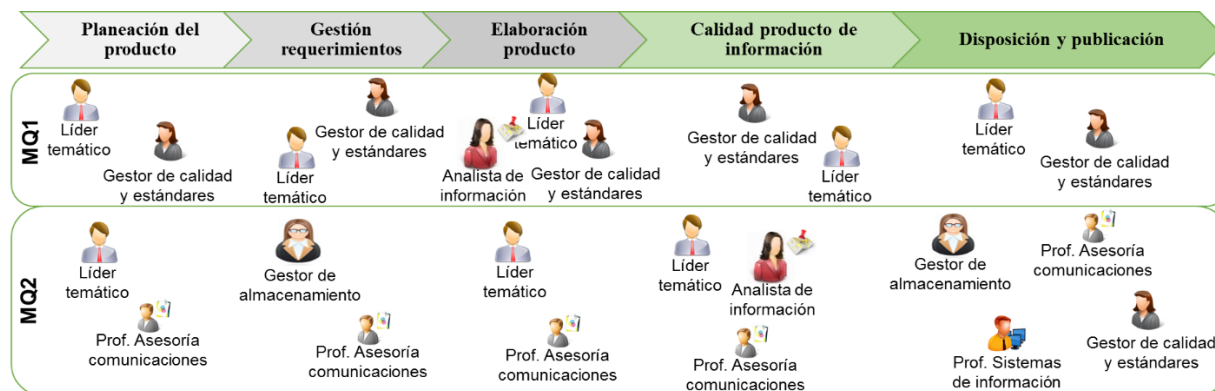 Planeación del
producto
Gestión
requerimientos
Elaboración
producto
Calidad producto de
información
Disposición y publicación
MQ1
Líder
temático
Gestor de calidad
y estándares
Líder
temático
Gestor de calidad
y estándares
Analista de
información
Líder
temático
Gestor de calidad
y estándares
Gestor de calidad
y estándares
Líder
temático
Líder
temático
Gestor de calidad
y estándares
MQ2
Líder
temático
Prof. Asesoría
comunicaciones
Gestor de
almacenamiento
Prof. Asesoría
comunicaciones
Líder
temático
Prof. Asesoría
comunicaciones
Líder
temático
Analista de
información
Prof. Asesoría
comunicaciones
Gestor de
almacenamiento
Prof. Asesoría
comunicaciones
Prof. Sistemas
de información
Gestor de calidad
y estándares